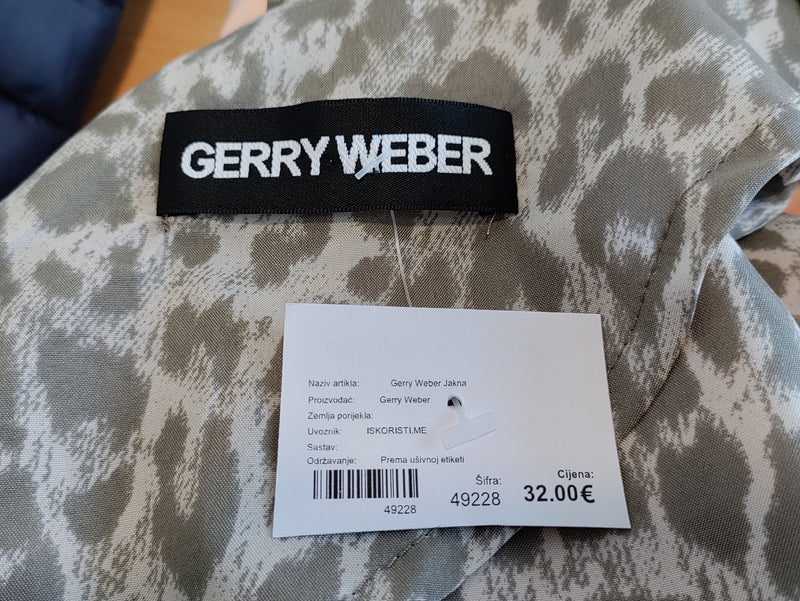 GERRY WEBER
Naziv artikla: Gerry Weber Jakna
Proizvođač: Gerry Weber
Zemlja porijekla:
Uvoznik: ISKORISTI.ME
Sastav:
Održavanje: Prema ušivnoj etiketi
49228
Šifra:
49228
Cijena:
32.00€